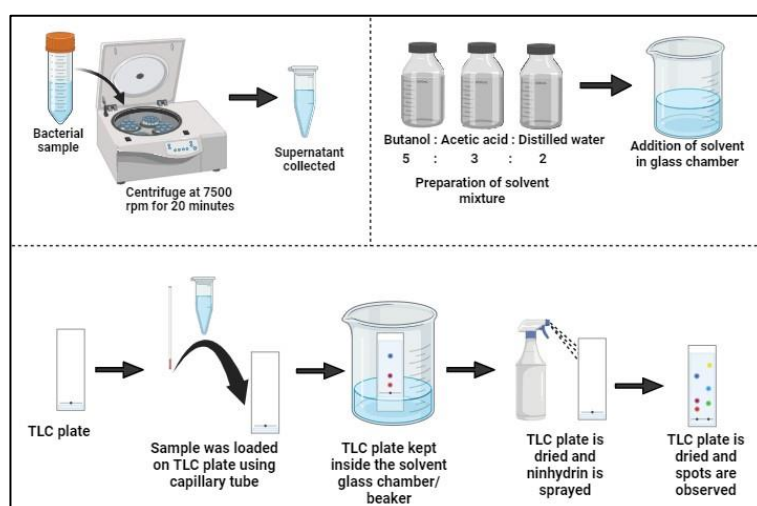 Bacterial
sample
Centrifuge at 7500
rpm for 20 minutes
Supernatant
collected
Butanol : Acetic acid : Distilled water
5 : 3 : 2
Preparation of solvent
mixture
Addition of solvent
in glass chamber
TLC plate
Sample was loaded
on TLC plate using
capillary tube
TLC plate kept
inside the solvent
glass chamber/
beaker
TLC plate is
dried and
ninhydrin is
sprayed
TLC plate is
dried and
spots are
observed